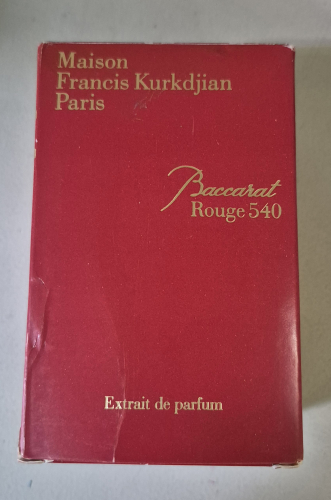 Maison
Francis Kurkdjian
Paris
Baccarat
Rouge 540
Extrait de parfum